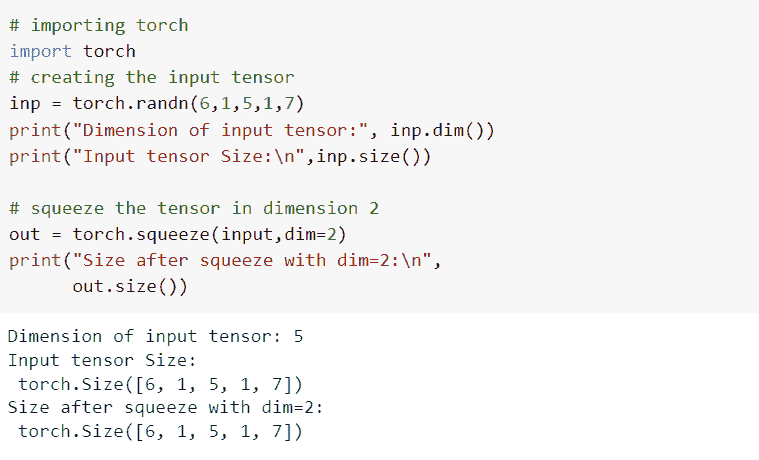 # importing torch
import torch
# creating the input tensor
inp = torch.randn(6,1,5,1,7)
print("Dimension of input tensor:", inp.dim())
print("Input tensor Size:\n",inp.size())
# squeeze the tensor in dimension 2
out = torch.squeeze(input,dim=2)
print("Size after squeeze with dim=2:\n",
      out.size())
Dimension of input tensor: 5
Input tensor Size:
 torch.Size([6, 1, 5, 1, 7])
Size after squeeze with dim=2:
 torch.Size([6, 1, 5, 1, 7])